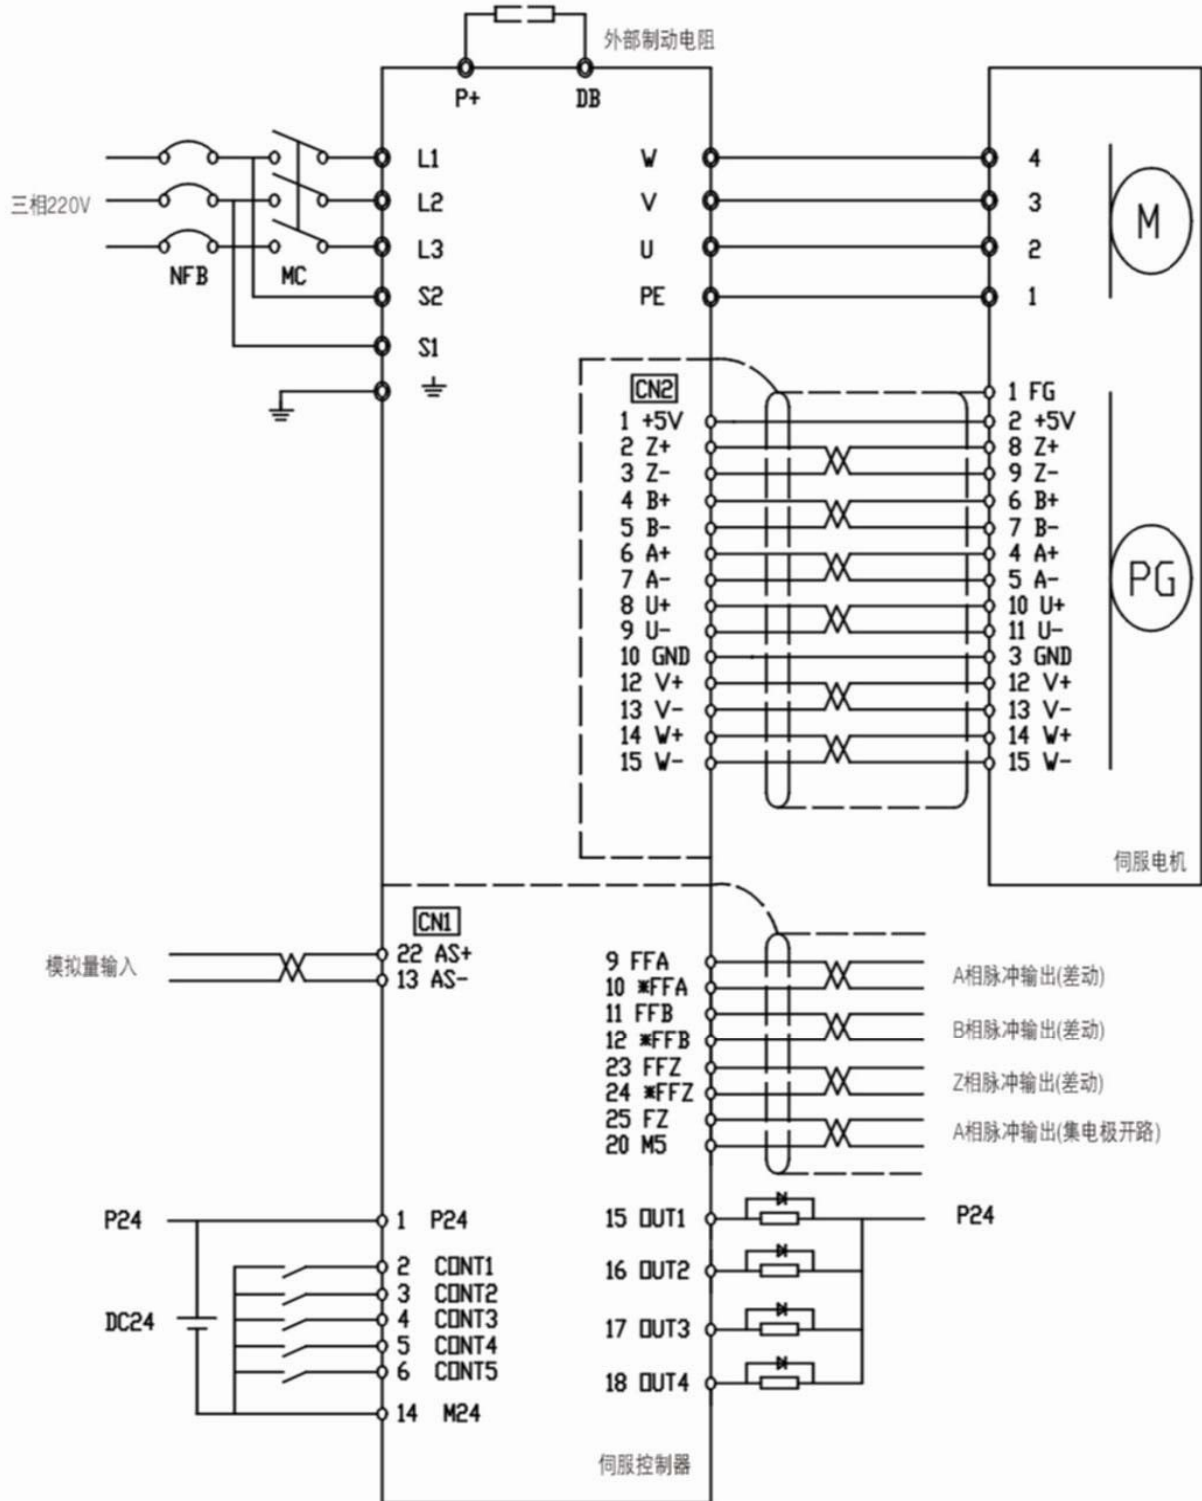 外部制动电阻
P+ DB
三相220V
NFB MC
L1
L2
L3
S2
S1
W
V
U
PE
4
3
2
1
M
CN2
1 +5V
2 Z+
3 Z-
4 B+
5 B-
6 A+
7 A-
8 U+
9 U-
10 GND
12 V+
13 V-
14 W+
15 W-
1 FG
2 +5V
8 Z+
9 Z-
6 B+
7 B-
4 A+
5 A-
10 U+
11 U-
3 GND
12 V+
13 V-
14 W+
15 W-
PG
伺服电机
CN1
模拟量输入
22 AS+
13 AS-
9 FFA
10 *FFA
11 FFB
12 *FFB
23 FFZ
24 *FFZ
25 FZ
20 M5
A相脉冲输出(差动)
B相脉冲输出(差动)
Z相脉冲输出(差动)
A相脉冲输出(集电极开路)
P24
DC24
1 P24
2 CONT1
3 CONT2
4 CONT3
5 CONT4
6 CONT5
14 M24
15 OUT1
16 OUT2
17 OUT3
18 OUT4
P24
伺服控制器